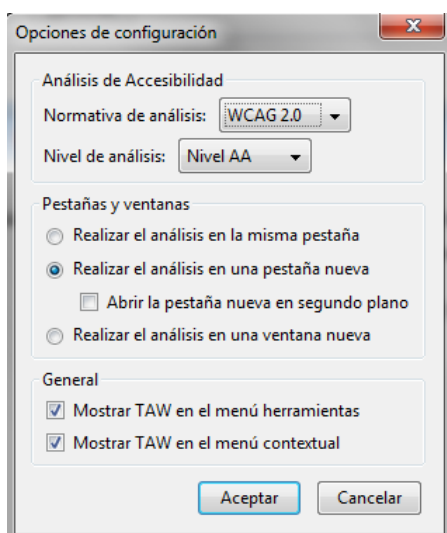 Opciones de configuración
Análisis de Accesibilidad
Normativa de análisis: WCAG 2.0
Nivel de análisis: Nivel AA
Pestañas y ventanas
Realizar el análisis en la misma pestaña
Realizar el análisis en una pestaña nueva
Abrir la pestaña nueva en segundo plano
Realizar el análisis en una ventana nueva
General
Mostrar TAW en el menú herramientas
Mostrar TAW en el menú contextual
Aceptar Cancelar